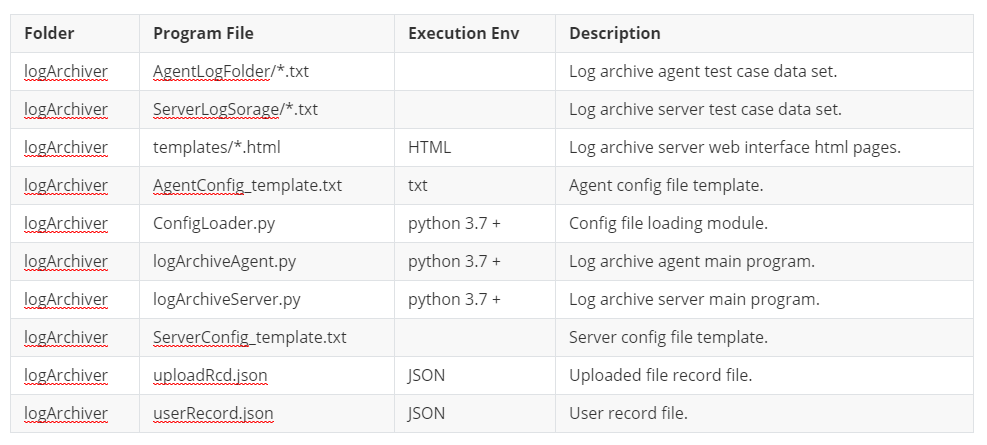 Folder Program File Execution Env Description
logArchiver AgentLogFolder/*.txt Log archive agent test case data set.
logArchiver ServerLogSorage/*.txt Log archive server test case data set.
logArchiver templates/*.html HTML Log archive server web interface html pages.
logArchiver AgentConfig_template.txt txt Agent config file template.
logArchiver ConfigLoader.py python 3.7 + Config file loading module.
logArchiver logArchiveAgent.py python 3.7 + Log archive agent main program.
logArchiver logArchiveServer.py python 3.7 + Log archive server main program.
logArchiver ServerConfig_template.txt Server config file template.
logArchiver uploadRcd.json JSON Uploaded file record file.
logArchiver userRecord.json JSON User record file.